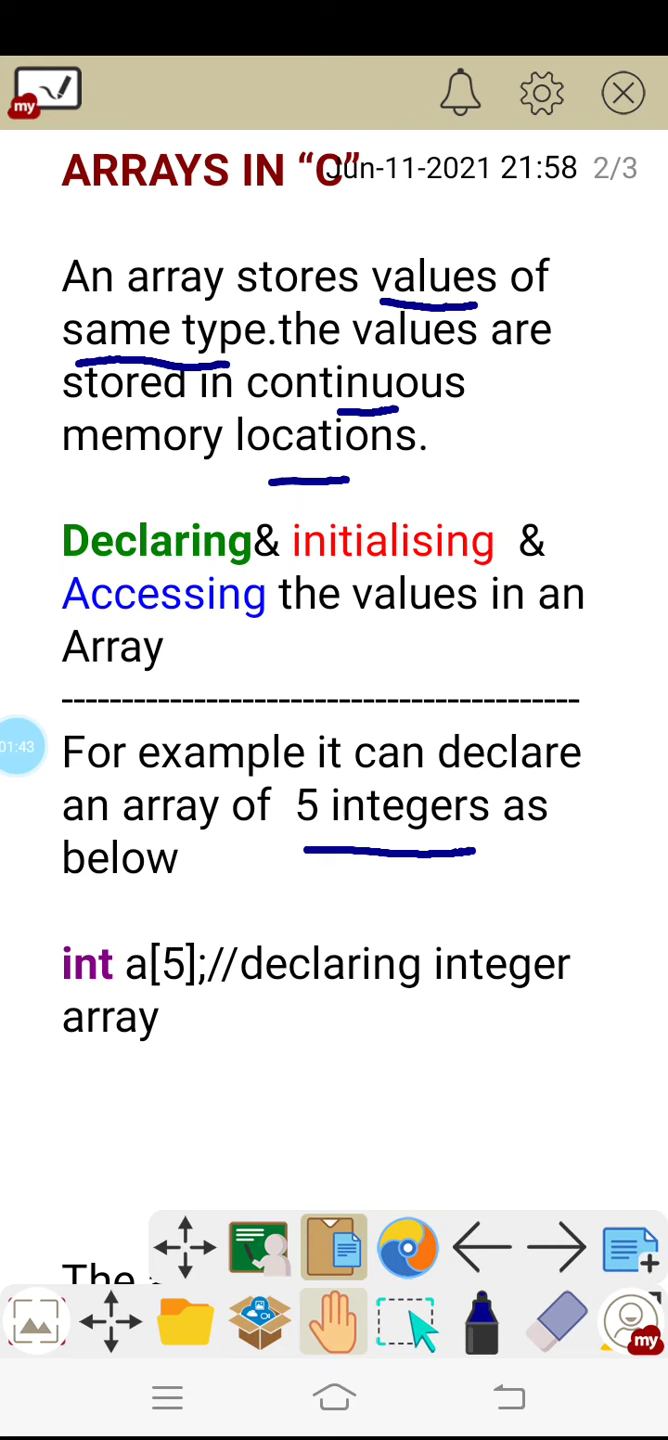 my
ARRAYS IN “C”
Jun-11-2021 21:58 2/3
An array stores values of
same type.the values are
stored in continuous
memory locations.
Declaring& initialising &
Accessing the values in an
Array
-------------------------------------------
01:43
For example it can declare
an array of 5 integers as
below
int a[5];//declaring integer
array
The
my